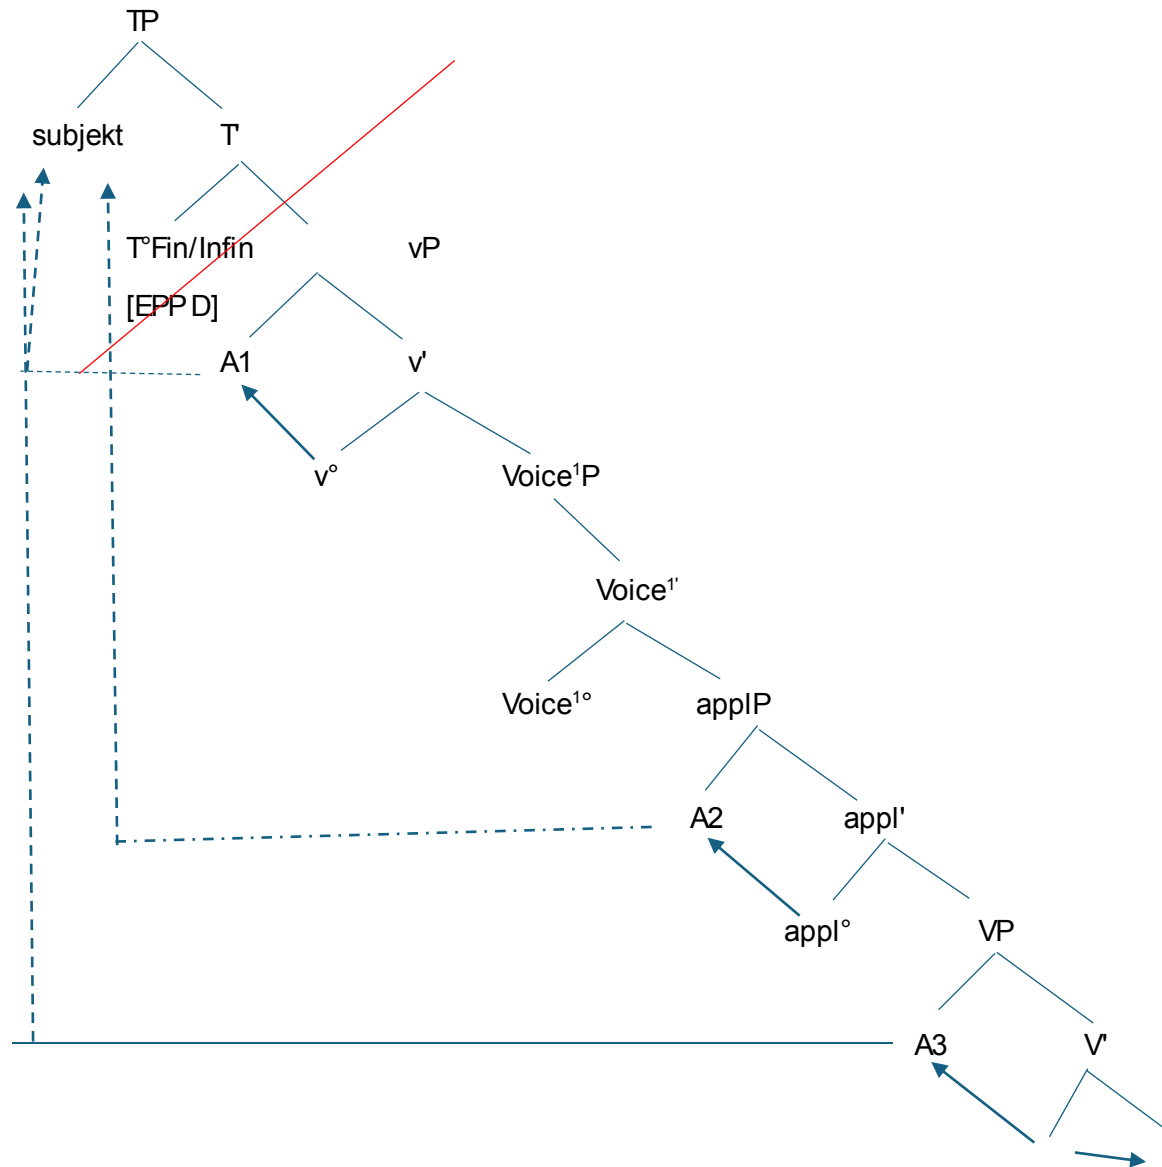 TP
subjekt T'
T°Fin/Infin vP
[EPP D]
A1 v'
v° Voice¹P
Voice¹'
Voice¹° applP
A2 appl'
appl° VP
A3 V'